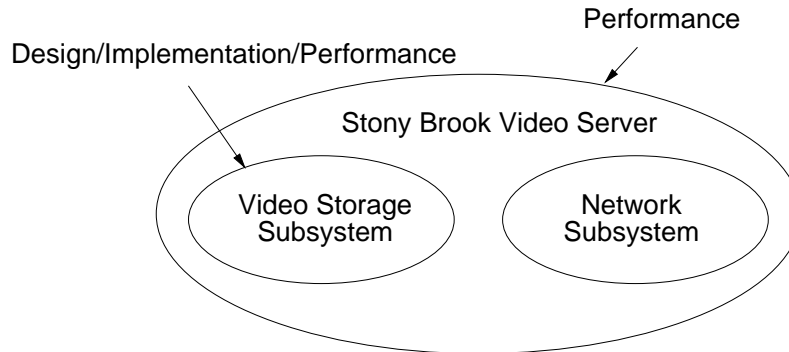 Performance
Design/Implementation/Performance
Stony Brook Video Server
Video Storage
Subsystem
Network
Subsystem